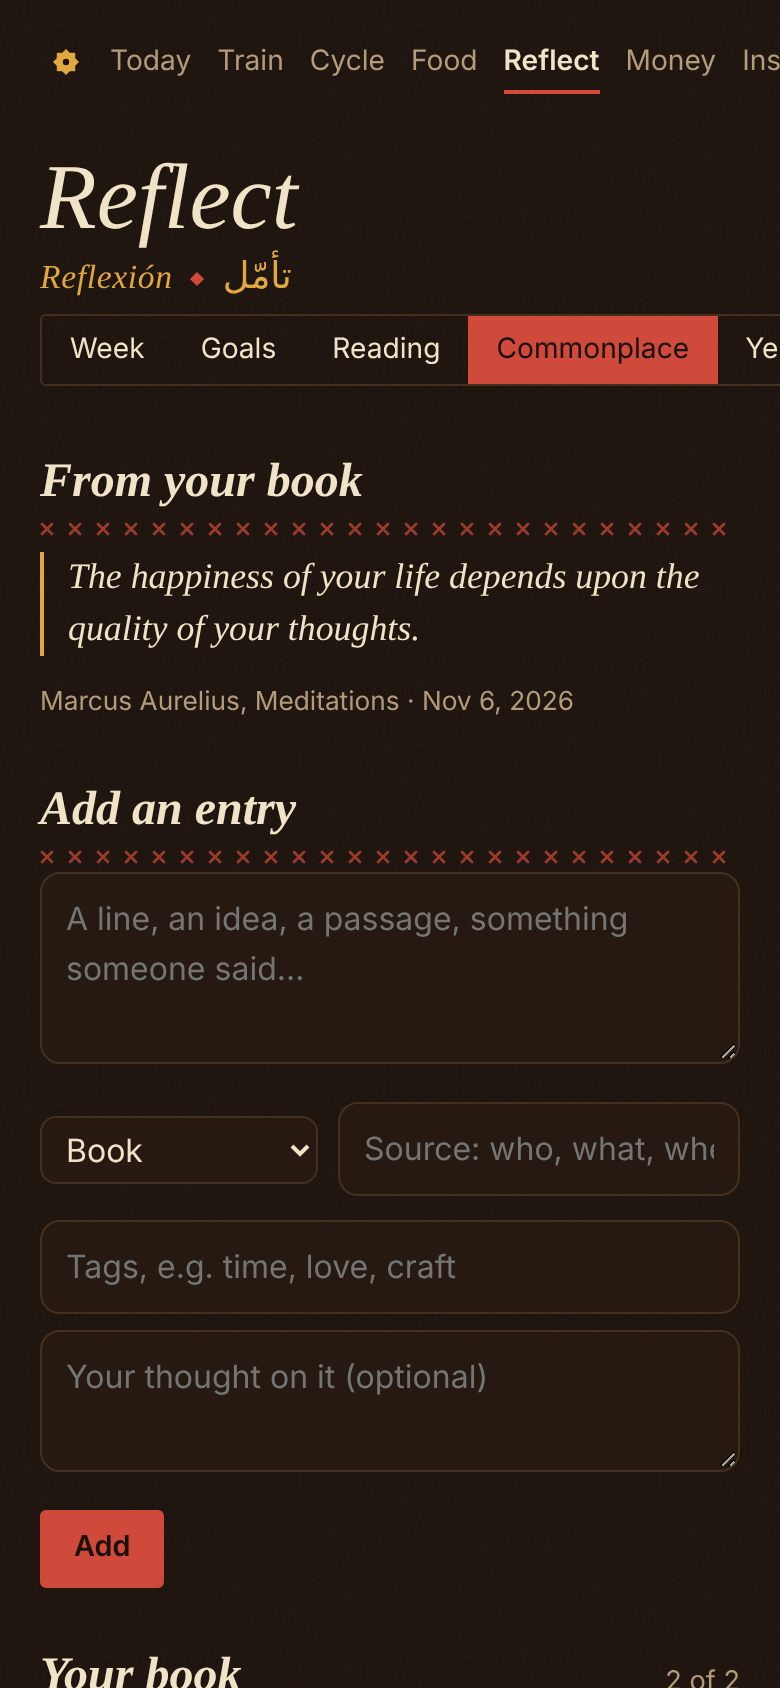 Today Train Cycle Food Reflect Money Ins
Reflect
Reflexión ◆ تأمّل
Week Goals Reading Commonplace Ye
From your book
The happiness of your life depends upon the
quality of your thoughts.
Marcus Aurelius, Meditations · Nov 6, 2026
Add an entry
A line, an idea, a passage, something
someone said...
Book Source: who, what, whe
Tags, e.g. time, love, craft
Your thought on it (optional)
Add
Your book 2 of 2